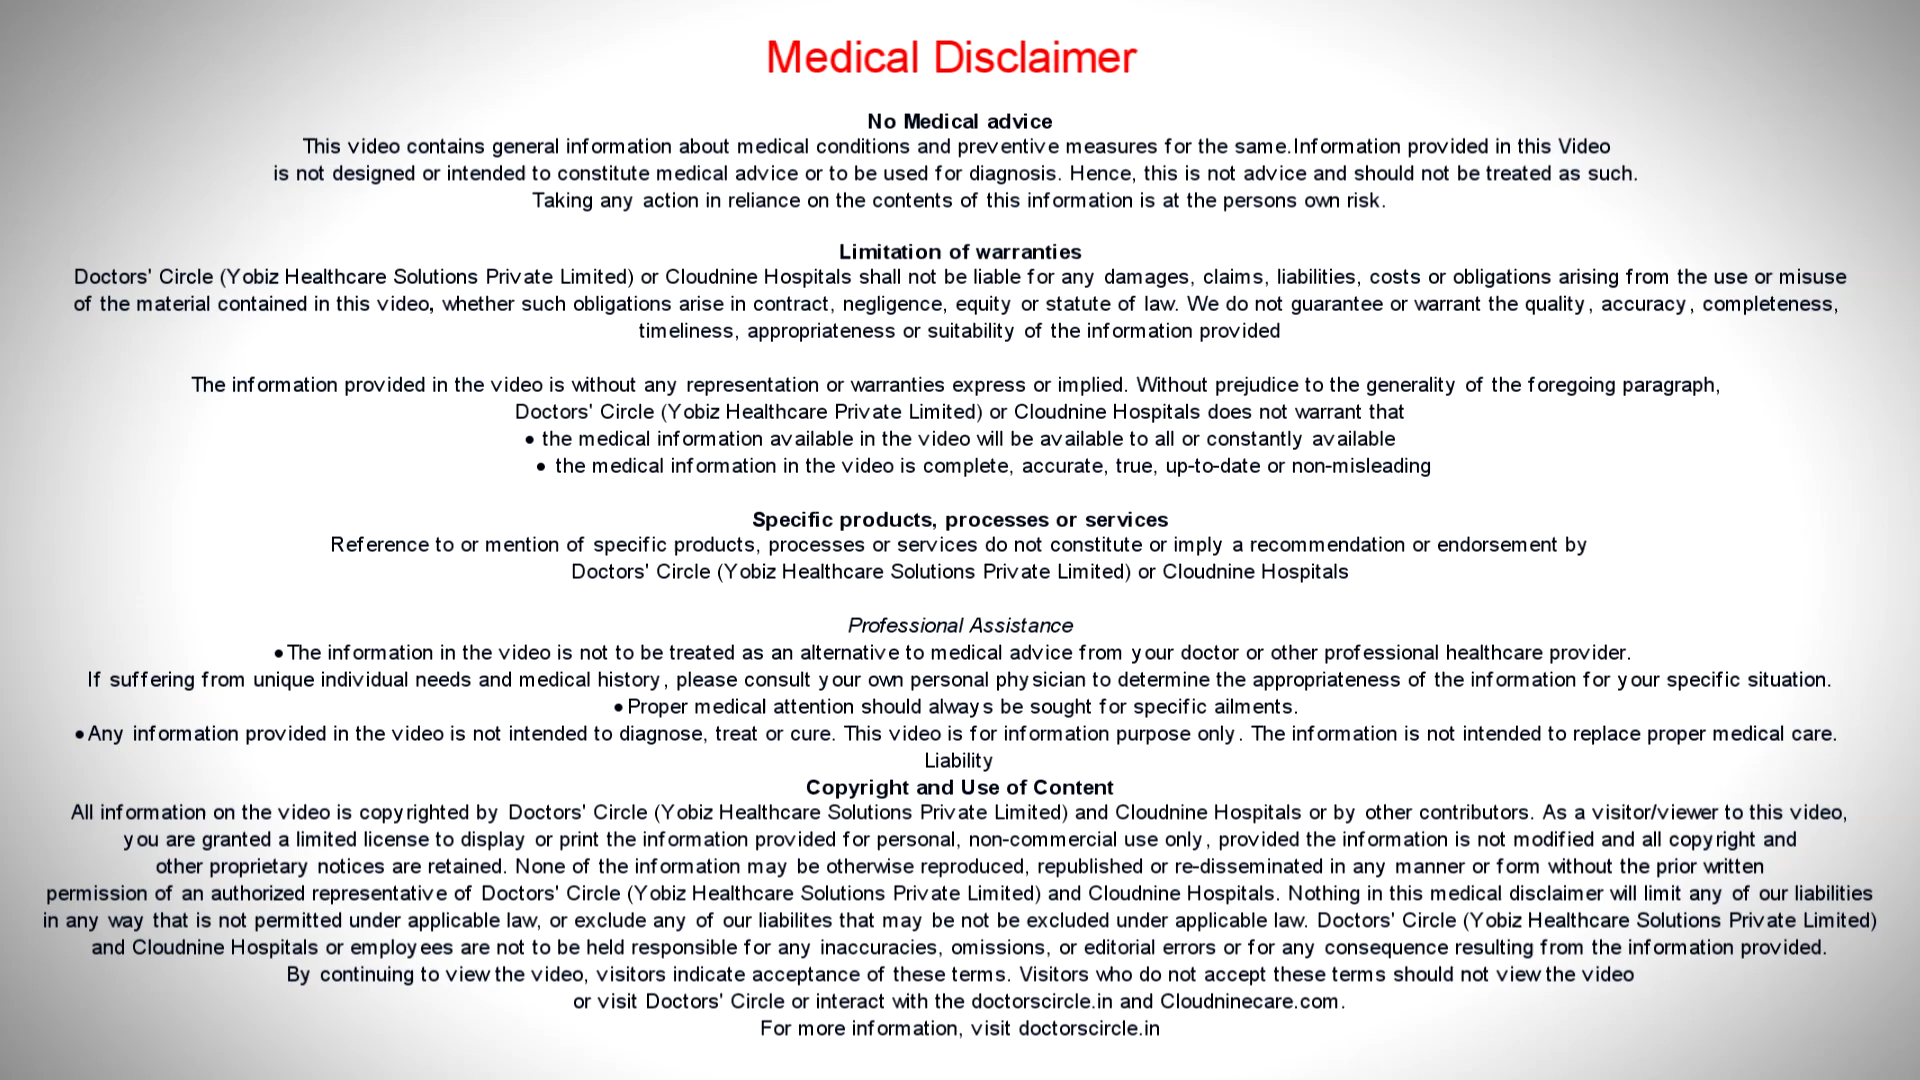 Medical Disclaimer
No Medical advice
This video contains general information about medical conditions and preventive measures for the same.Information provided in this Video
is not designed or intended to constitute medical advice or to be used for diagnosis. Hence, this is not advice and should not be treated as such.
Taking any action in reliance on the contents of this information is at the persons own risk.
Limitation of warranties
Doctors' Circle (Yobiz Healthcare Solutions Private Limited) or Cloudnine Hospitals shall not be liable for any damages, claims, liabilities, costs or obligations arising from the use or misuse
of the material contained in this video, whether such obligations arise in contract, negligence, equity or statute of law. We do not guarantee or warrant the quality, accuracy, completeness,
timeliness, appropriateness or suitability of the information provided
The information provided in the video is without any representation or warranties express or implied. Without prejudice to the generality of the foregoing paragraph,
Doctors' Circle (Yobiz Healthcare Private Limited) or Cloudnine Hospitals does not warrant that
• the medical information available in the video will be available to all or constantly available
• the medical information in the video is complete, accurate, true, up-to-date or non-misleading
Specific products, processes or services
Reference to or mention of specific products, processes or services do not constitute or imply a recommendation or endorsement by
Doctors' Circle (Yobiz Healthcare Solutions Private Limited) or Cloudnine Hospitals
Professional Assistance
•The information in the video is not to be treated as an alternative to medical advice from your doctor or other professional healthcare provider.
If suffering from unique individual needs and medical history, please consult your own personal physician to determine the appropriateness of the information for your specific situation.
•Proper medical attention should always be sought for specific ailments.
•Any information provided in the video is not intended to diagnose, treat or cure. This video is for information purpose only. The information is not intended to replace proper medical care.
Liability
Copyright and Use of Content
All information on the video is copyrighted by Doctors' Circle (Yobiz Healthcare Solutions Private Limited) and Cloudnine Hospitals or by other contributors. As a visitor/viewer to this video,
you are granted a limited license to display or print the information provided for personal, non-commercial use only, provided the information is not modified and all copyright and
other proprietary notices are retained. None of the information may be otherwise reproduced, republished or re-disseminated in any manner or form without the prior written
permission of an authorized representative of Doctors' Circle (Yobiz Healthcare Solutions Private Limited) and Cloudnine Hospitals. Nothing in this medical disclaimer will limit any of our liabilities
in any way that is not permitted under applicable law, or exclude any of our liabilites that may be not be excluded under applicable law. Doctors' Circle (Yobiz Healthcare Solutions Private Limited)
and Cloudnine Hospitals or employees are not to be held responsible for any inaccuracies, omissions, or editorial errors or for any consequence resulting from the information provided.
By continuing to view the video, visitors indicate acceptance of these terms. Visitors who do not accept these terms should not view the video
or visit Doctors' Circle or interact with the doctorscircle.in and Cloudninecare.com.
For more information, visit doctorscircle.in